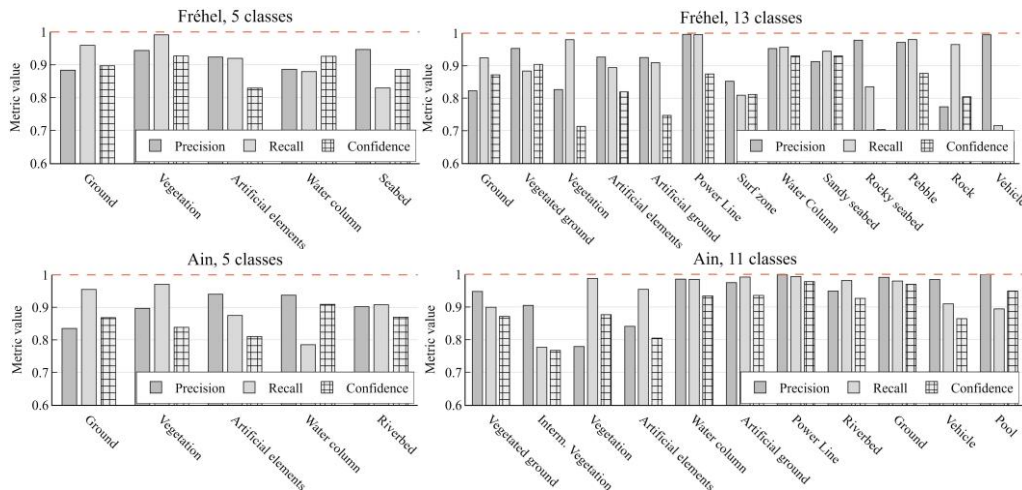 Fréhel, 5 classes
Metric value
1
0.9
0.8
0.7
0.6
Precision Recall Confidence
Ground
Vegetation
Artificial elements
Water column
Seabed
Fréhel, 13 classes
Metric value
1
0.9
0.8
0.7
0.6
Precision Recall Confidence
Ground
Vegetated ground
Vegetation
Artificial elements
Artificial ground
Power Line
Surf zone
Water Column
Sandy seabed
Rocky seabed
Pebble
Rock
Vehicle
Ain, 5 classes
Metric value
1
0.9
0.8
0.7
0.6
Precision Recall Confidence
Ground
Vegetation
Artificial elements
Water column
Riverbed
Ain, 11 classes
Metric value
1
0.9
0.8
0.7
0.6
Precision Recall Confidence
Vegetated ground
Interm. Vegetation
Vegetation
Artificial elements
Water column
Artificial ground
Power Line
Riverbed
Ground
Vehicle
Pool